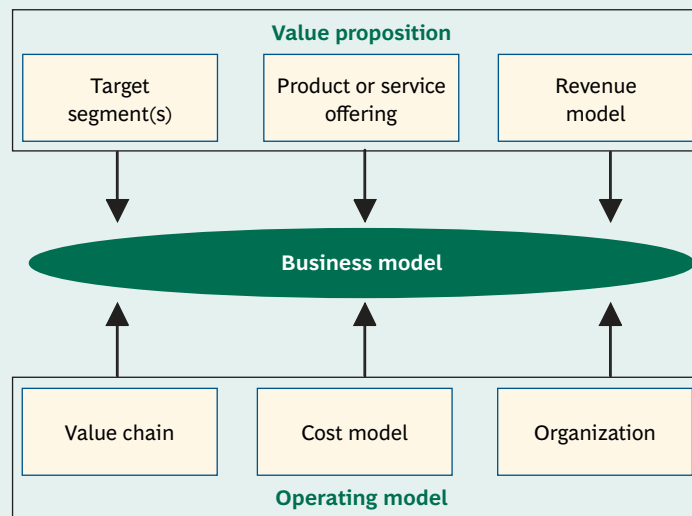 Value proposition
Target
segment(s)
Product or service
offering
Revenue
model
Business model
Value chain
Cost model
Organization
Operating model